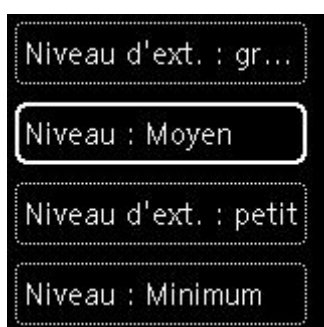 Niveau d'ext. : gr...
Niveau : Moyen
Niveau d'ext. : petit
Niveau : Minimum